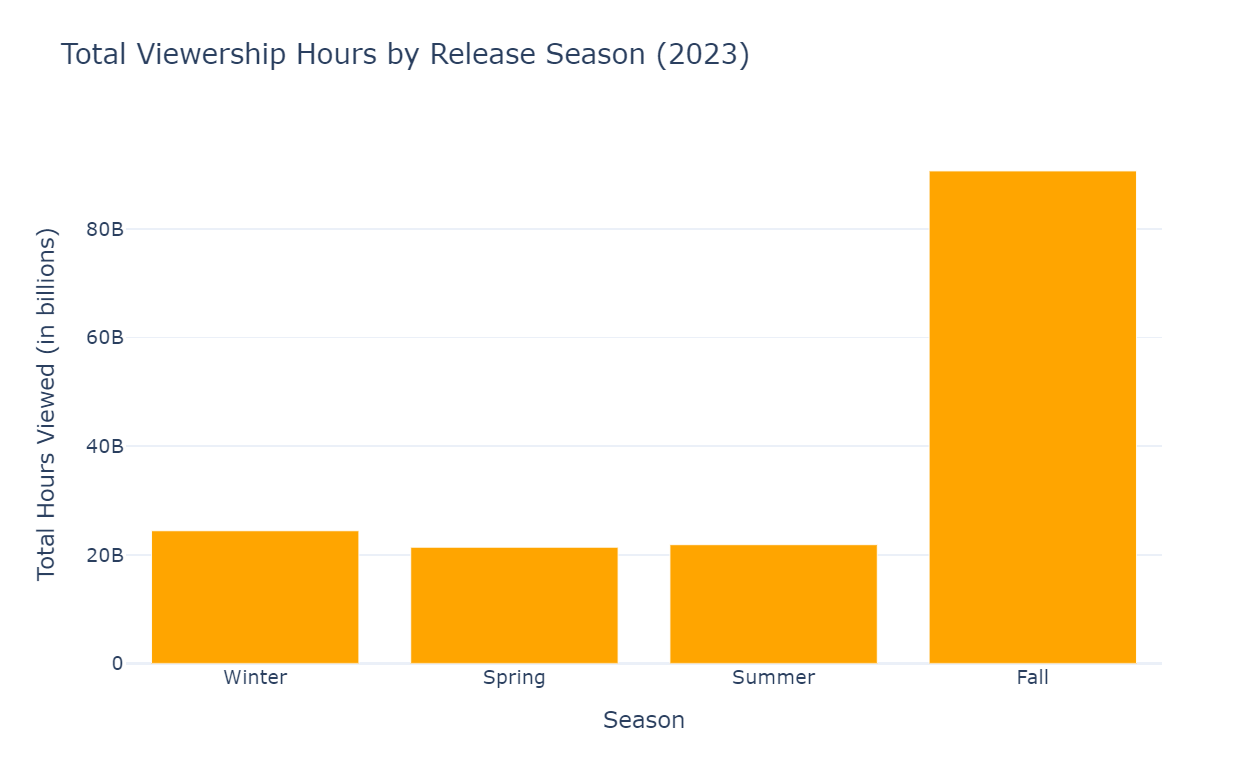 Total Viewership Hours by Release Season (2023)
Total Hours Viewed (in billions)
80B
60B
40B
20B
0
Winter
Spring
Summer
Fall
Season